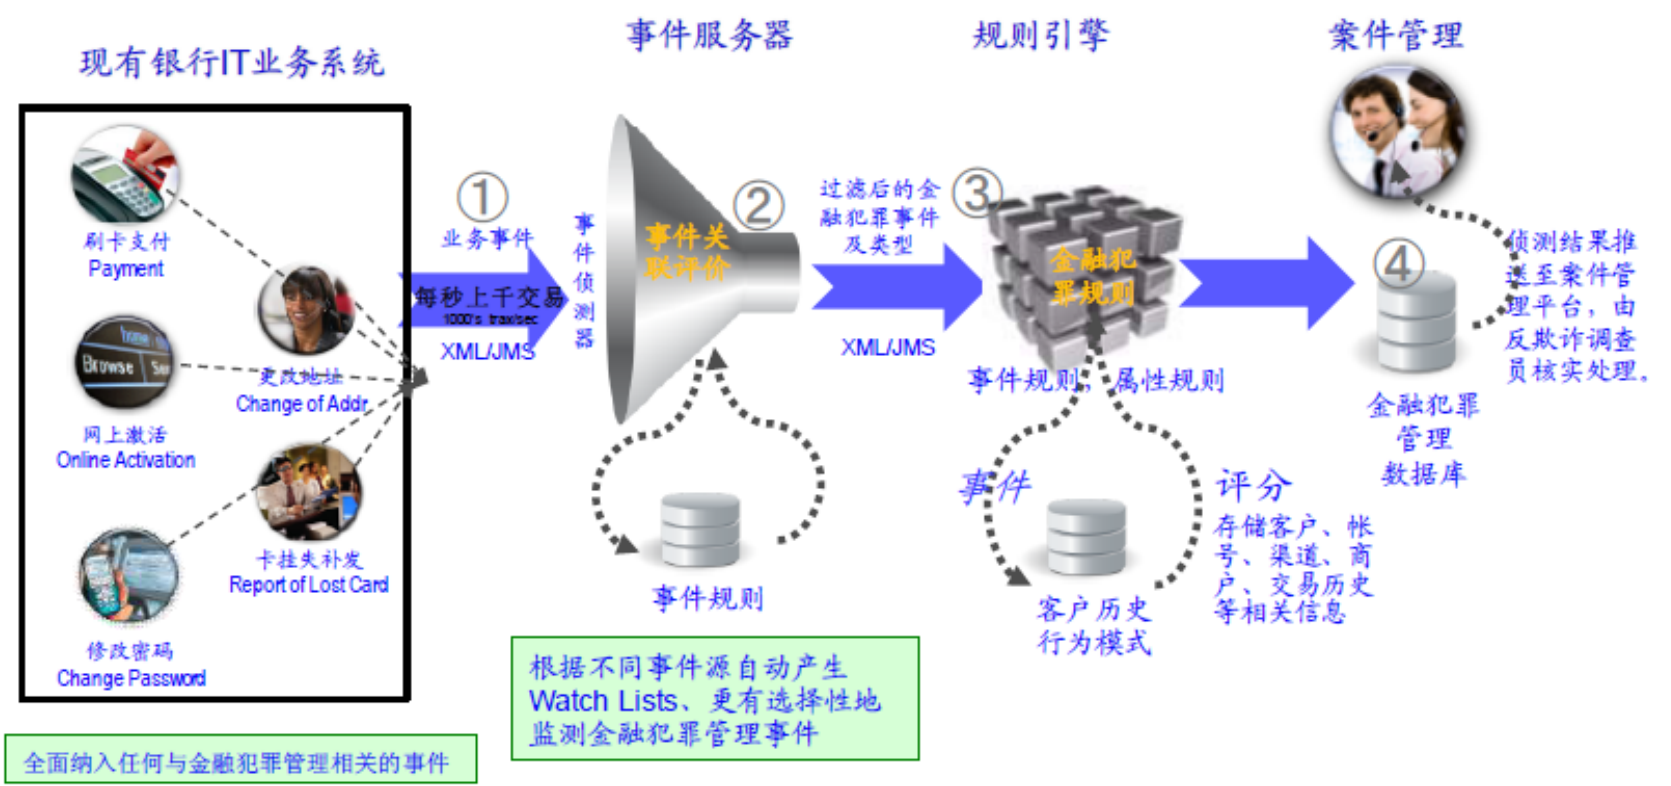 现有银行IT业务系统
事件服务器
规则引擎
案件管理
刷卡支付
Payment
更改地址
Change of Addr
Browse
网上激活
Online Activation
卡挂失补发
Report of Lost Card
修改密码
Change Password
全面纳入任何与金融犯罪管理相关的事件
①
业务事件
每秒上千交易
1000's trax/sec
XML/JMS
事件侦测器
②
事件关
联评价
事件规则
根据不同事件源自动产生
Watch Lists、更有选择性地
监测金融犯罪管理事件
过滤后的金
融犯罪事件
及类型
XML/JMS
③
金融犯
罪规则
事件规则，属性规则
事件
客户历史
行为模式
评分
存储客户、帐
号、渠道、商
户、交易历史
等相关信息
④
金融犯罪
管理
数据库
侦测结果推
送至案件管
理平台，由
反欺诈调查
员核实处理。